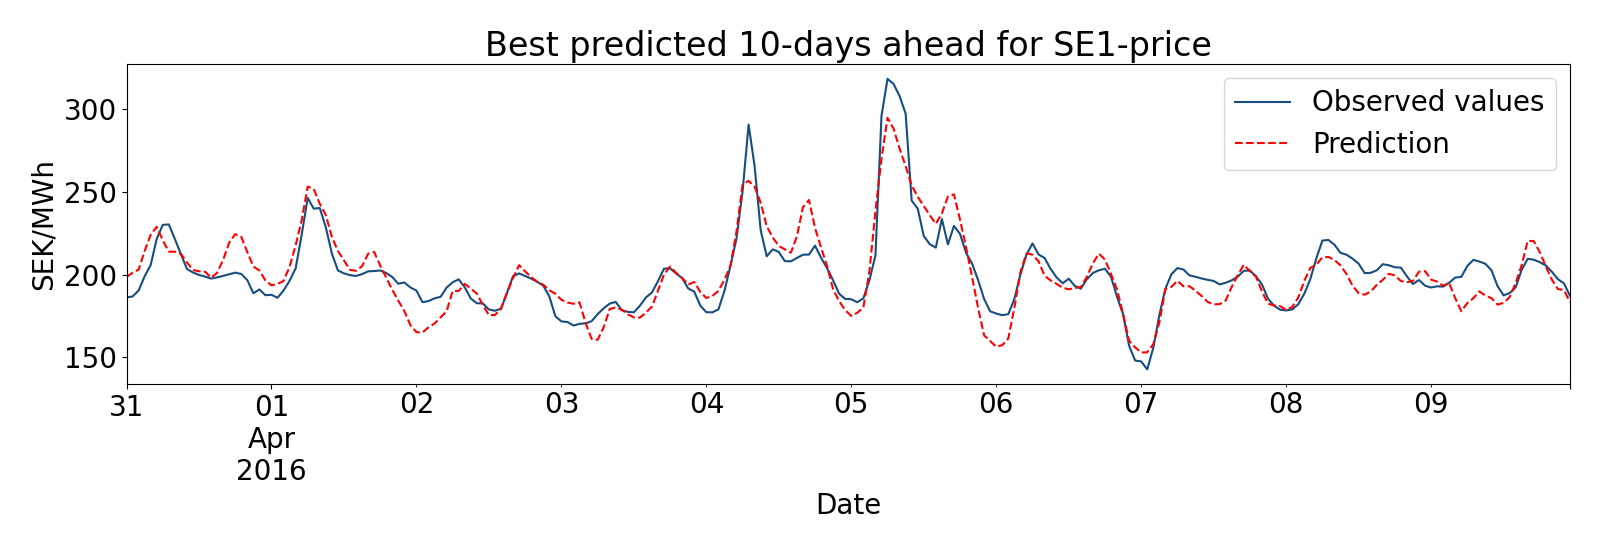 Best predicted 10-days ahead for SE1-price
SEK/MWh
300
250
200
150
Observed values
Prediction
31 01 02 03 04 05 06 07 08 09
Apr
2016
Date